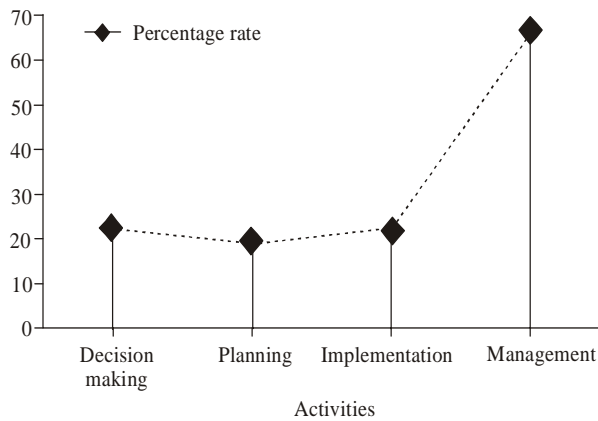 70
60
50
40
30
20
10
0
Percentage rate
Decision making
Planning
Implementation
Management
Activities